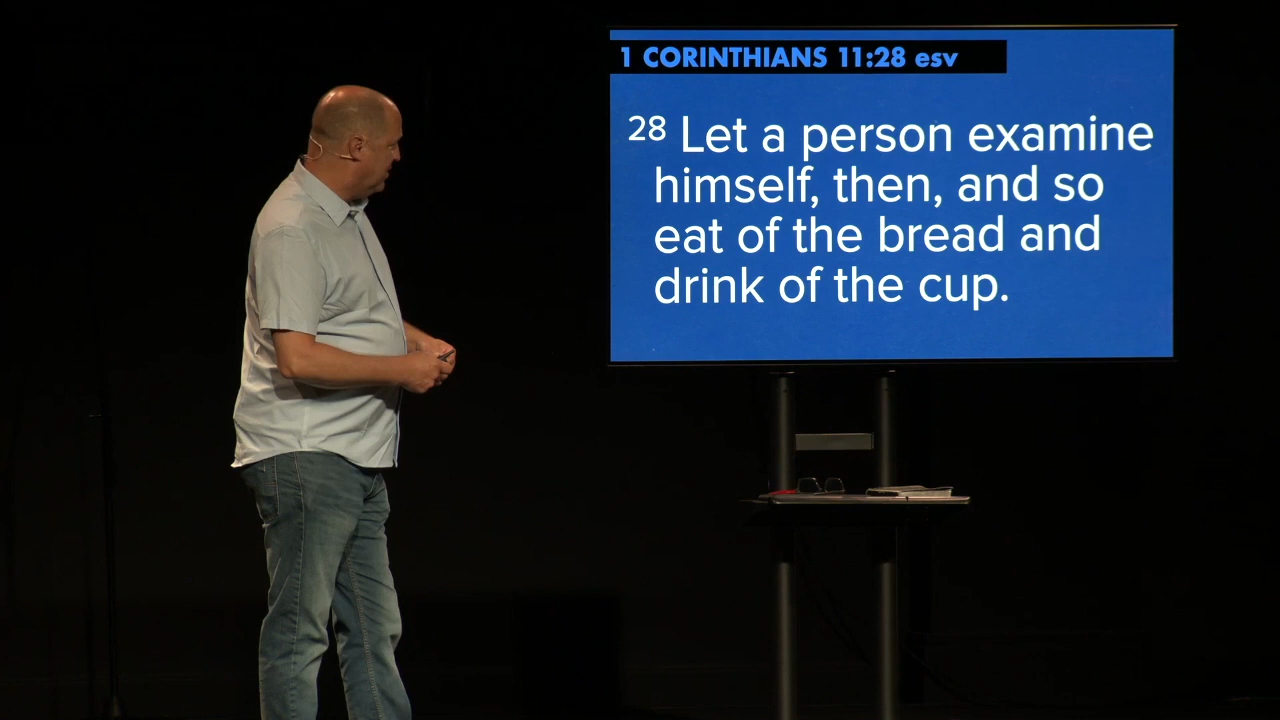 1 CORINTHIANS 11:28 esv
28 Let a person examine
himself, then, and so
eat of the bread and
drink of the cup.